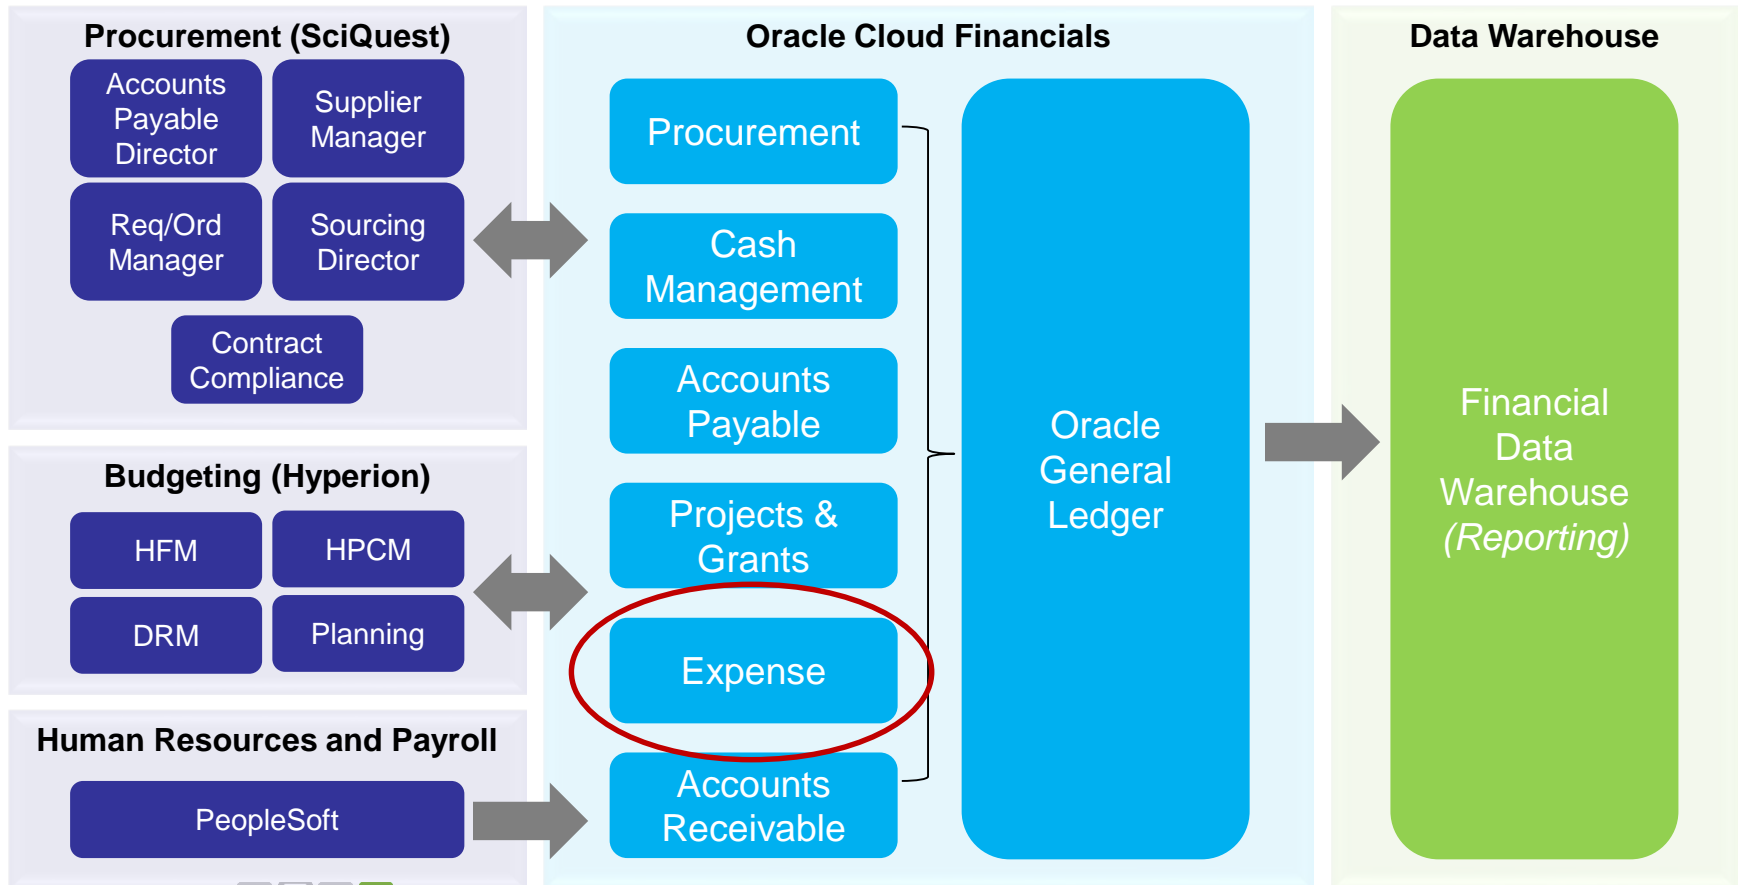 Procurement (SciQuest)
Accounts
Payable
Director
Supplier
Manager
Req/Ord
Manager
Sourcing
Director
Contract
Compliance
Budgeting (Hyperion)
HFM
HPCM
DRM
Planning
Human Resources and Payroll
PeopleSoft
Oracle Cloud Financials
Procurement
Cash
Management
Accounts
Payable
Projects &
Grants
Expense
Accounts
Receivable
Oracle
General
Ledger
Data Warehouse
Financial
Data
Warehouse
(Reporting)